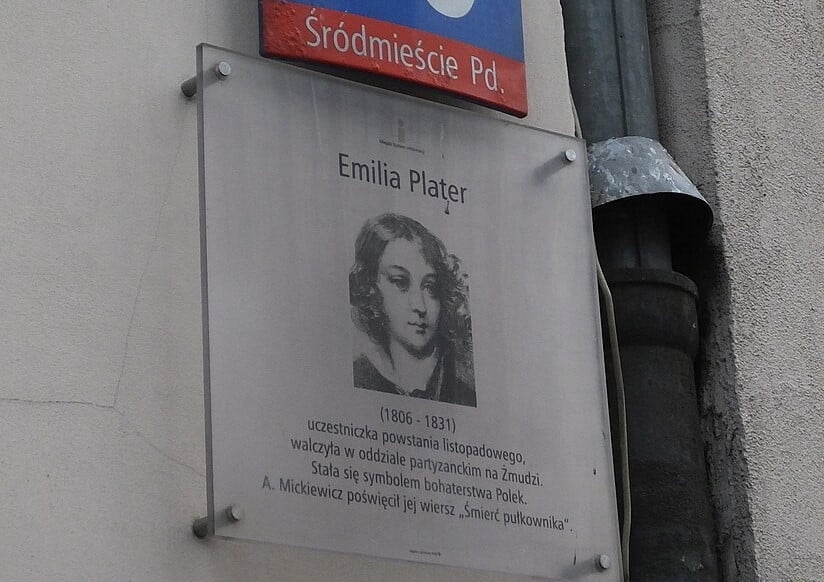 Śródmieście Pd.
Emilia Plater
(1806 - 1831)
uczestniczka powstania listopadowego,
walczyła w oddziale partyzanckim na Żmudzi.
Stała się symbolem bohaterstwa Polek.
A. Mickiewicz poświęcił jej wiersz „Śmierć pułkownika”.